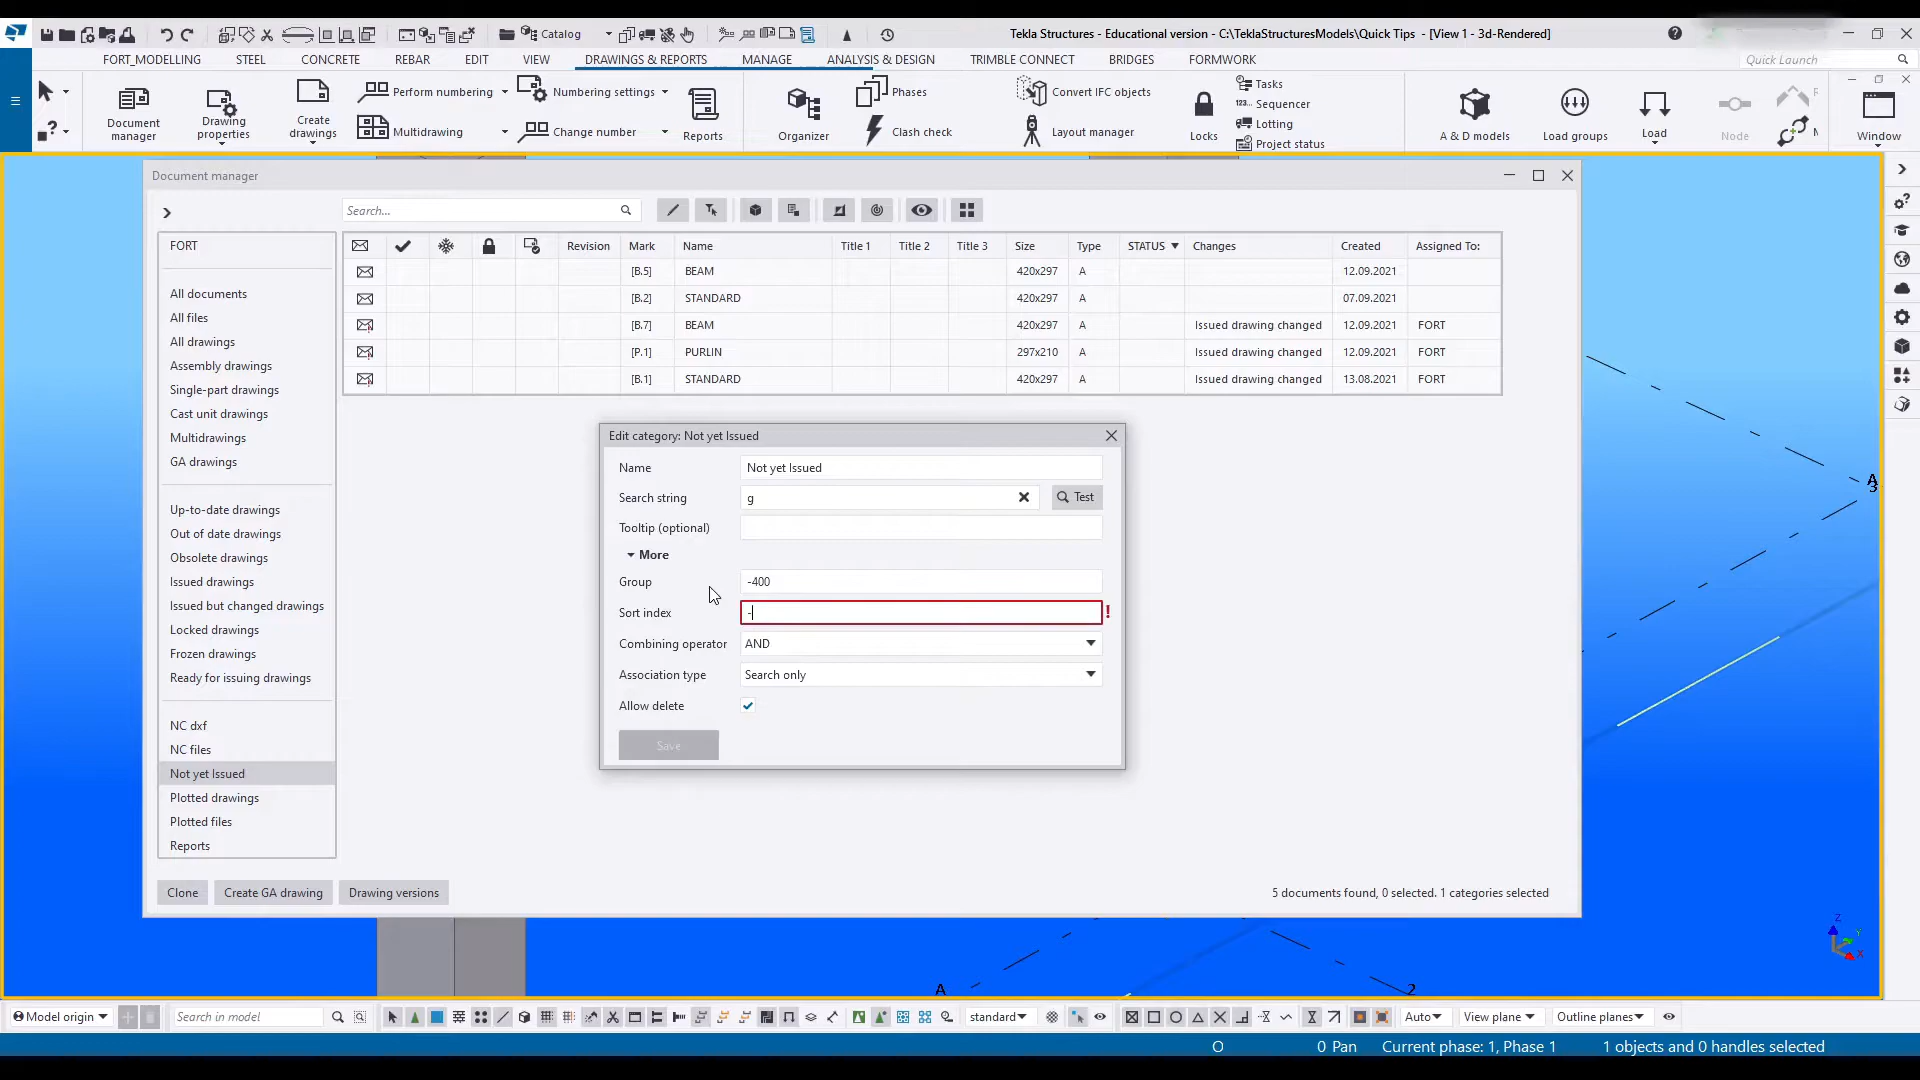 Catalog
Tekla Structures - Educational version - C:\TeklaStructuresModels\Quick Tips - [View 1 - 3d-Rendered]
FORT_MODELLING STEEL CONCRETE REBAR EDIT VIEW DRAWINGS & REPORTS MANAGE ANALYSIS & DESIGN TRIMBLE CONNECT BRIDGES FORMWORK Quick Launch
Document manager
Drawing properties
Create drawings
Perform numbering
Multidrawing
Numbering settings
Change number
Reports
Organizer
Phases
Clash check
Convert IFC objects
Layout manager
Locks
Tasks
Sequencer
Lotting
Project status
A & D models
Load groups
Load
Node
Window
Document manager
Search...
FORT
All documents
All files
All drawings
Assembly drawings
Single-part drawings
Cast unit drawings
Multidrawings
GA drawings
Up-to-date drawings
Out of date drawings
Obsolete drawings
Issued drawings
Issued but changed drawings
Locked drawings
Frozen drawings
Ready for issuing drawings
NC dxf
NC files
Not yet Issued
Plotted drawings
Plotted files
Reports
Revision Mark Name Title 1 Title 2 Title 3 Size Type STATUS Changes Created Assigned To:
[B.5] BEAM 420x297 A 12.09.2021
[B.2] STANDARD 420x297 A 07.09.2021
[B.7] BEAM 420x297 A Issued drawing changed 12.09.2021 FORT
[P.1] PURLIN 297x210 A Issued drawing changed 12.09.2021 FORT
[B.1] STANDARD 420x297 A Issued drawing changed 13.08.2021 FORT
Edit category: Not yet Issued
Name Not yet Issued
Search string g Test
Tooltip (optional)
More
Group -400
Sort index - !
Combining operator AND
Association type Search only
Allow delete
Save
Clone Create GA drawing Drawing versions
5 documents found, 0 selected. 1 categories selected
A
3
Z
Y
X
A
2
Model origin Search in model standard Auto View plane Outline planes
O 0 Pan Current phase: 1, Phase 1 1 objects and 0 handles selected